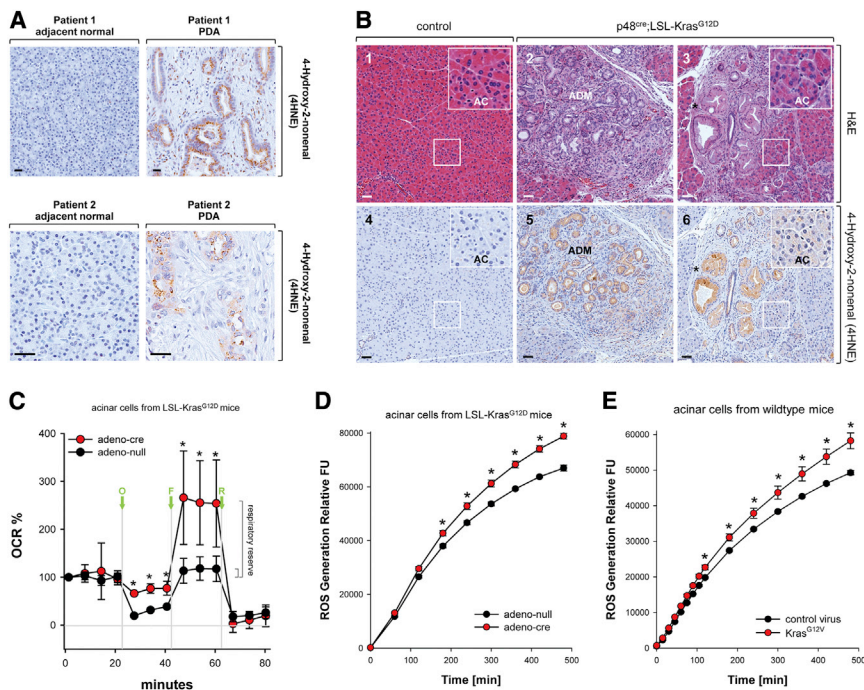 A
Patient 1
adjacent normal
Patient 1
PDA
4-Hydroxy-2-nonenal
(4HNE)
Patient 2
adjacent normal
Patient 2
PDA
4-Hydroxy-2-nonenal
(4HNE)
B
control
p48cre;LSL-KrasG12D
1
AC
2
ADM
3
*
AC
H&E
4
AC
5
ADM
6
*
AC
4-Hydroxy-2-nonenal (4HNE)
C
acinar cells from LSL-KrasG12D mice
adeno-cre
adeno-null
O
F
R
* * *
* * *
respiratory reserve
OCR %
400
300
200
100
0
0 20 40 60 80
minutes
D
acinar cells from LSL-KrasG12D mice
ROS Generation Relative FU
80000
60000
40000
20000
0
* * * * * *
adeno-null
adeno-cre
0 100 200 300 400 500
Time [min]
E
acinar cells from wildtype mice
ROS Generation Relative FU
70000
60000
50000
40000
30000
20000
10000
0
* * * * * * *
control virus
KrasG12V
0 100 200 300 400 500
Time [min]